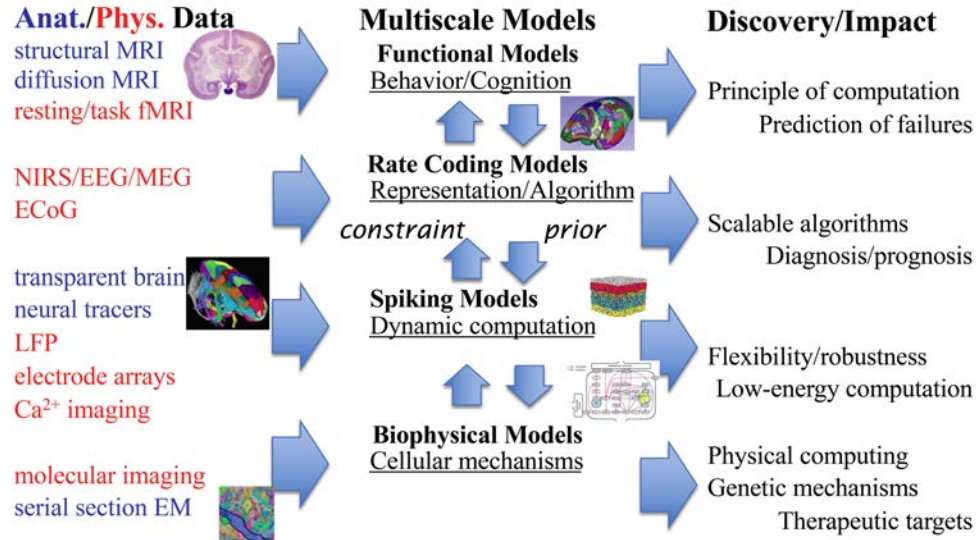 Anat./Phys. Data
structural MRI
diffusion MRI
resting/task fMRI
NIRS/EEG/MEG
ECoG
transparent brain
neural tracers
LFP
electrode arrays
Ca²⁺ imaging
molecular imaging
serial section EM
Multiscale Models
Functional Models
Behavior/Cognition
Rate Coding Models
Representation/Algorithm
constraint prior
Spiking Models
Dynamic computation
Biophysical Models
Cellular mechanisms
Discovery/Impact
Principle of computation
Prediction of failures
Scalable algorithms
Diagnosis/prognosis
Flexibility/robustness
Low-energy computation
Physical computing
Genetic mechanisms
Therapeutic targets